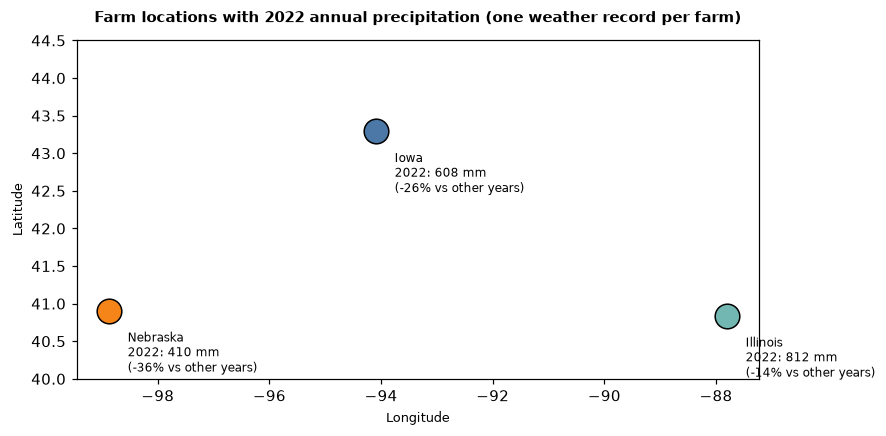 Farm locations with 2022 annual precipitation (one weather record per farm)
44.5
44.0
43.5
43.0
42.5
42.0
41.5
41.0
40.5
40.0
Latitude
Iowa
2022: 608 mm
(-26% vs other years)
Nebraska
2022: 410 mm
(-36% vs other years)
Illinois
2022: 812 mm
(-14% vs other years)
−98 −96 −94 −92 −90 −88
Longitude